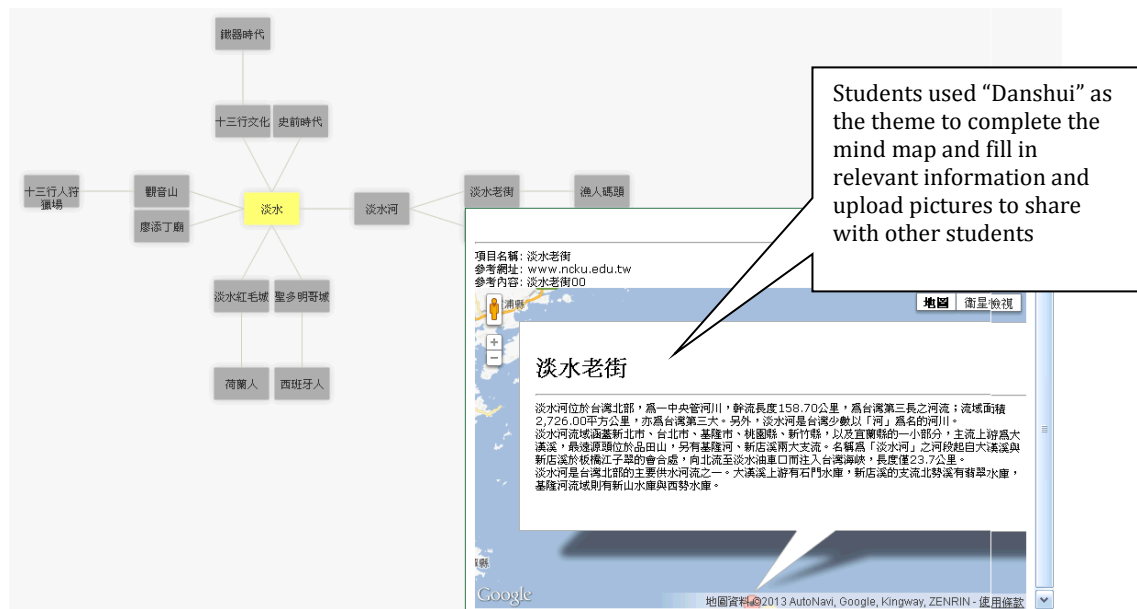 鐵器時代
十三行文化
史前時代
十三行人狩
獵場
觀音山
廖添丁廟
淡水
淡水河
淡水老街
漁人碼頭
淡水紅毛城
聖多明哥城
荷蘭人
西班牙人
Students used “Danshui” as
the theme to complete the
mind map and fill in
relevant information and
upload pictures to share
with other students
項目名稱: 淡水老街
參考網址: www.ncku.edu.tw
參考內容: 淡水老街00
浦縣
地圖
衛星檢視
淡水老街
淡水河位於台灣北部，為一中央管河川，幹流長度158.70公里，為台灣第三長之河流；流域面積
2,726.00平方公里，亦為台灣第三大。另外，淡水河是台灣少數以「河」為名的河川。
淡水河流域涵蓋新北市、台北市、基隆市、桃園縣、新竹縣，以及宜蘭縣的一小部分，主流上游為大
漢溪，最遠源頭位於品田山，另有基隆河、新店溪兩大支流。名稱為「淡水河」之河段起自大漢溪與
新店溪於板橋江子翠的會合處，向北流至淡水油車口而注入台灣海峽，長度僅23.7公里。
淡水河是台灣北部的主要供水河流之一。大漢溪上游有石門水庫，新店溪的支流北勢溪有翡翠水庫，
基隆河流域則有新山水庫與西勢水庫。
Google
地圖資料©2013 AutoNavi, Google, Kingway, ZENRIN - 使用條款